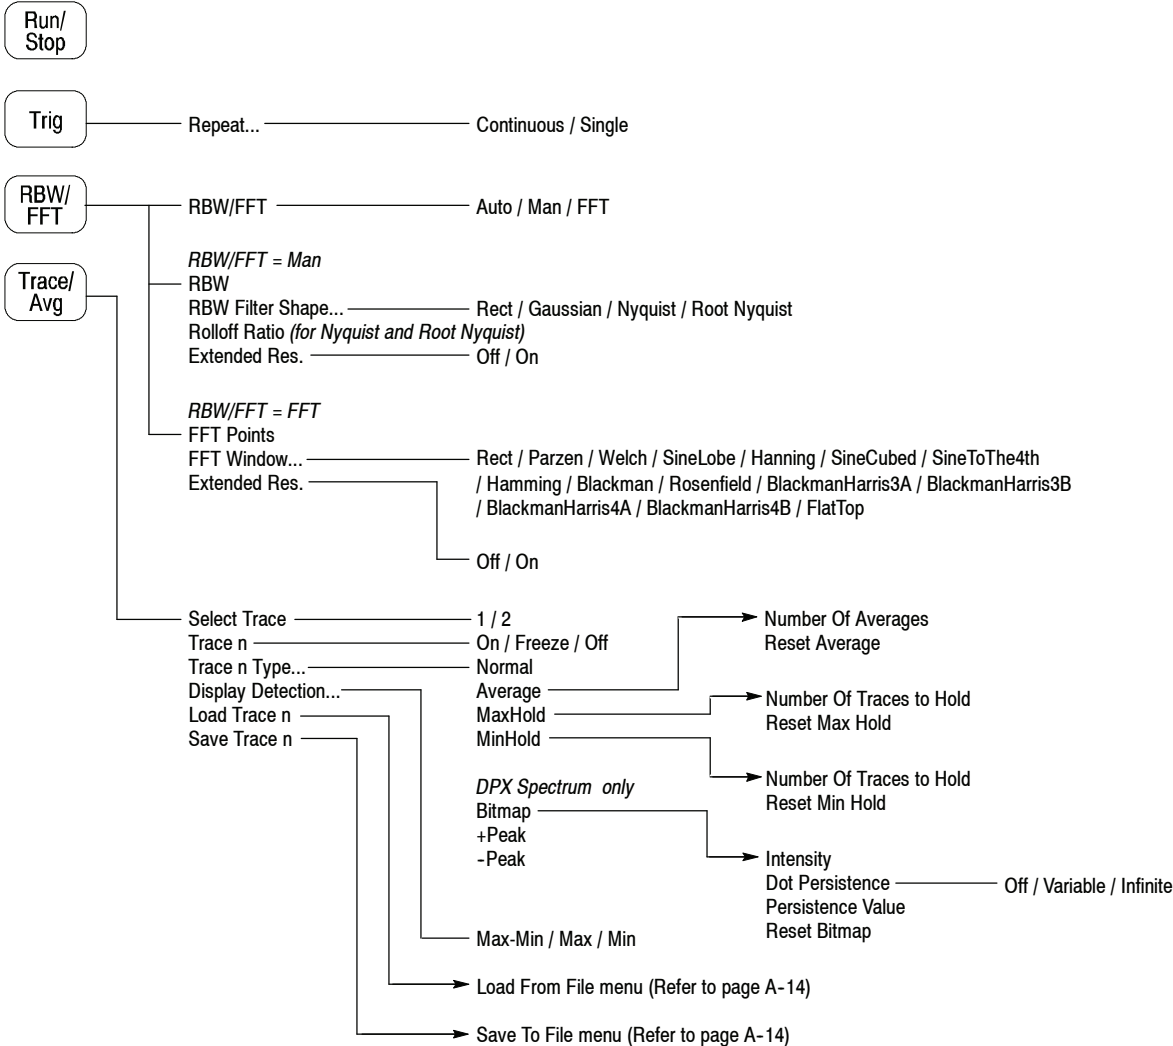 Run/
Stop
Trig
Repeat...
Continuous / Single
RBW/
FFT
RBW/FFT
Auto / Man / FFT
RBW/FFT = Man
RBW
RBW Filter Shape...
Rect / Gaussian / Nyquist / Root Nyquist
Rolloff Ratio (for Nyquist and Root Nyquist)
Extended Res.
Off / On
RBW/FFT = FFT
FFT Points
FFT Window...
Rect / Parzen / Welch / SineLobe / Hanning / SineCubed / SineToThe4th
/ Hamming / Blackman / Rosenfield / BlackmanHarris3A / BlackmanHarris3B
/ BlackmanHarris4A / BlackmanHarris4B / FlatTop
Extended Res.
Off / On
Trace/
Avg
Select Trace
1 / 2
Trace n
On / Freeze / Off
Trace n Type...
Normal
Average
Number Of Averages
Reset Average
MaxHold
Number Of Traces to Hold
Reset Max Hold
MinHold
Number Of Traces to Hold
Reset Min Hold
DPX Spectrum only
Bitmap
+Peak
-Peak
Intensity
Dot Persistence
Off / Variable / Infinite
Persistence Value
Reset Bitmap
Display Detection...
Max-Min / Max / Min
Load Trace n
Load From File menu (Refer to page A-14)
Save Trace n
Save To File menu (Refer to page A-14)